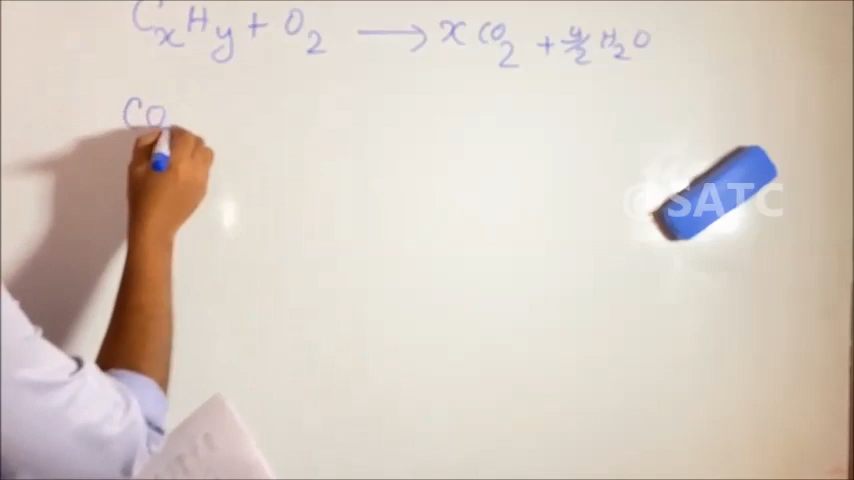 CxHy + O2 → x CO2 + y/2 H2O
CO
© SATC